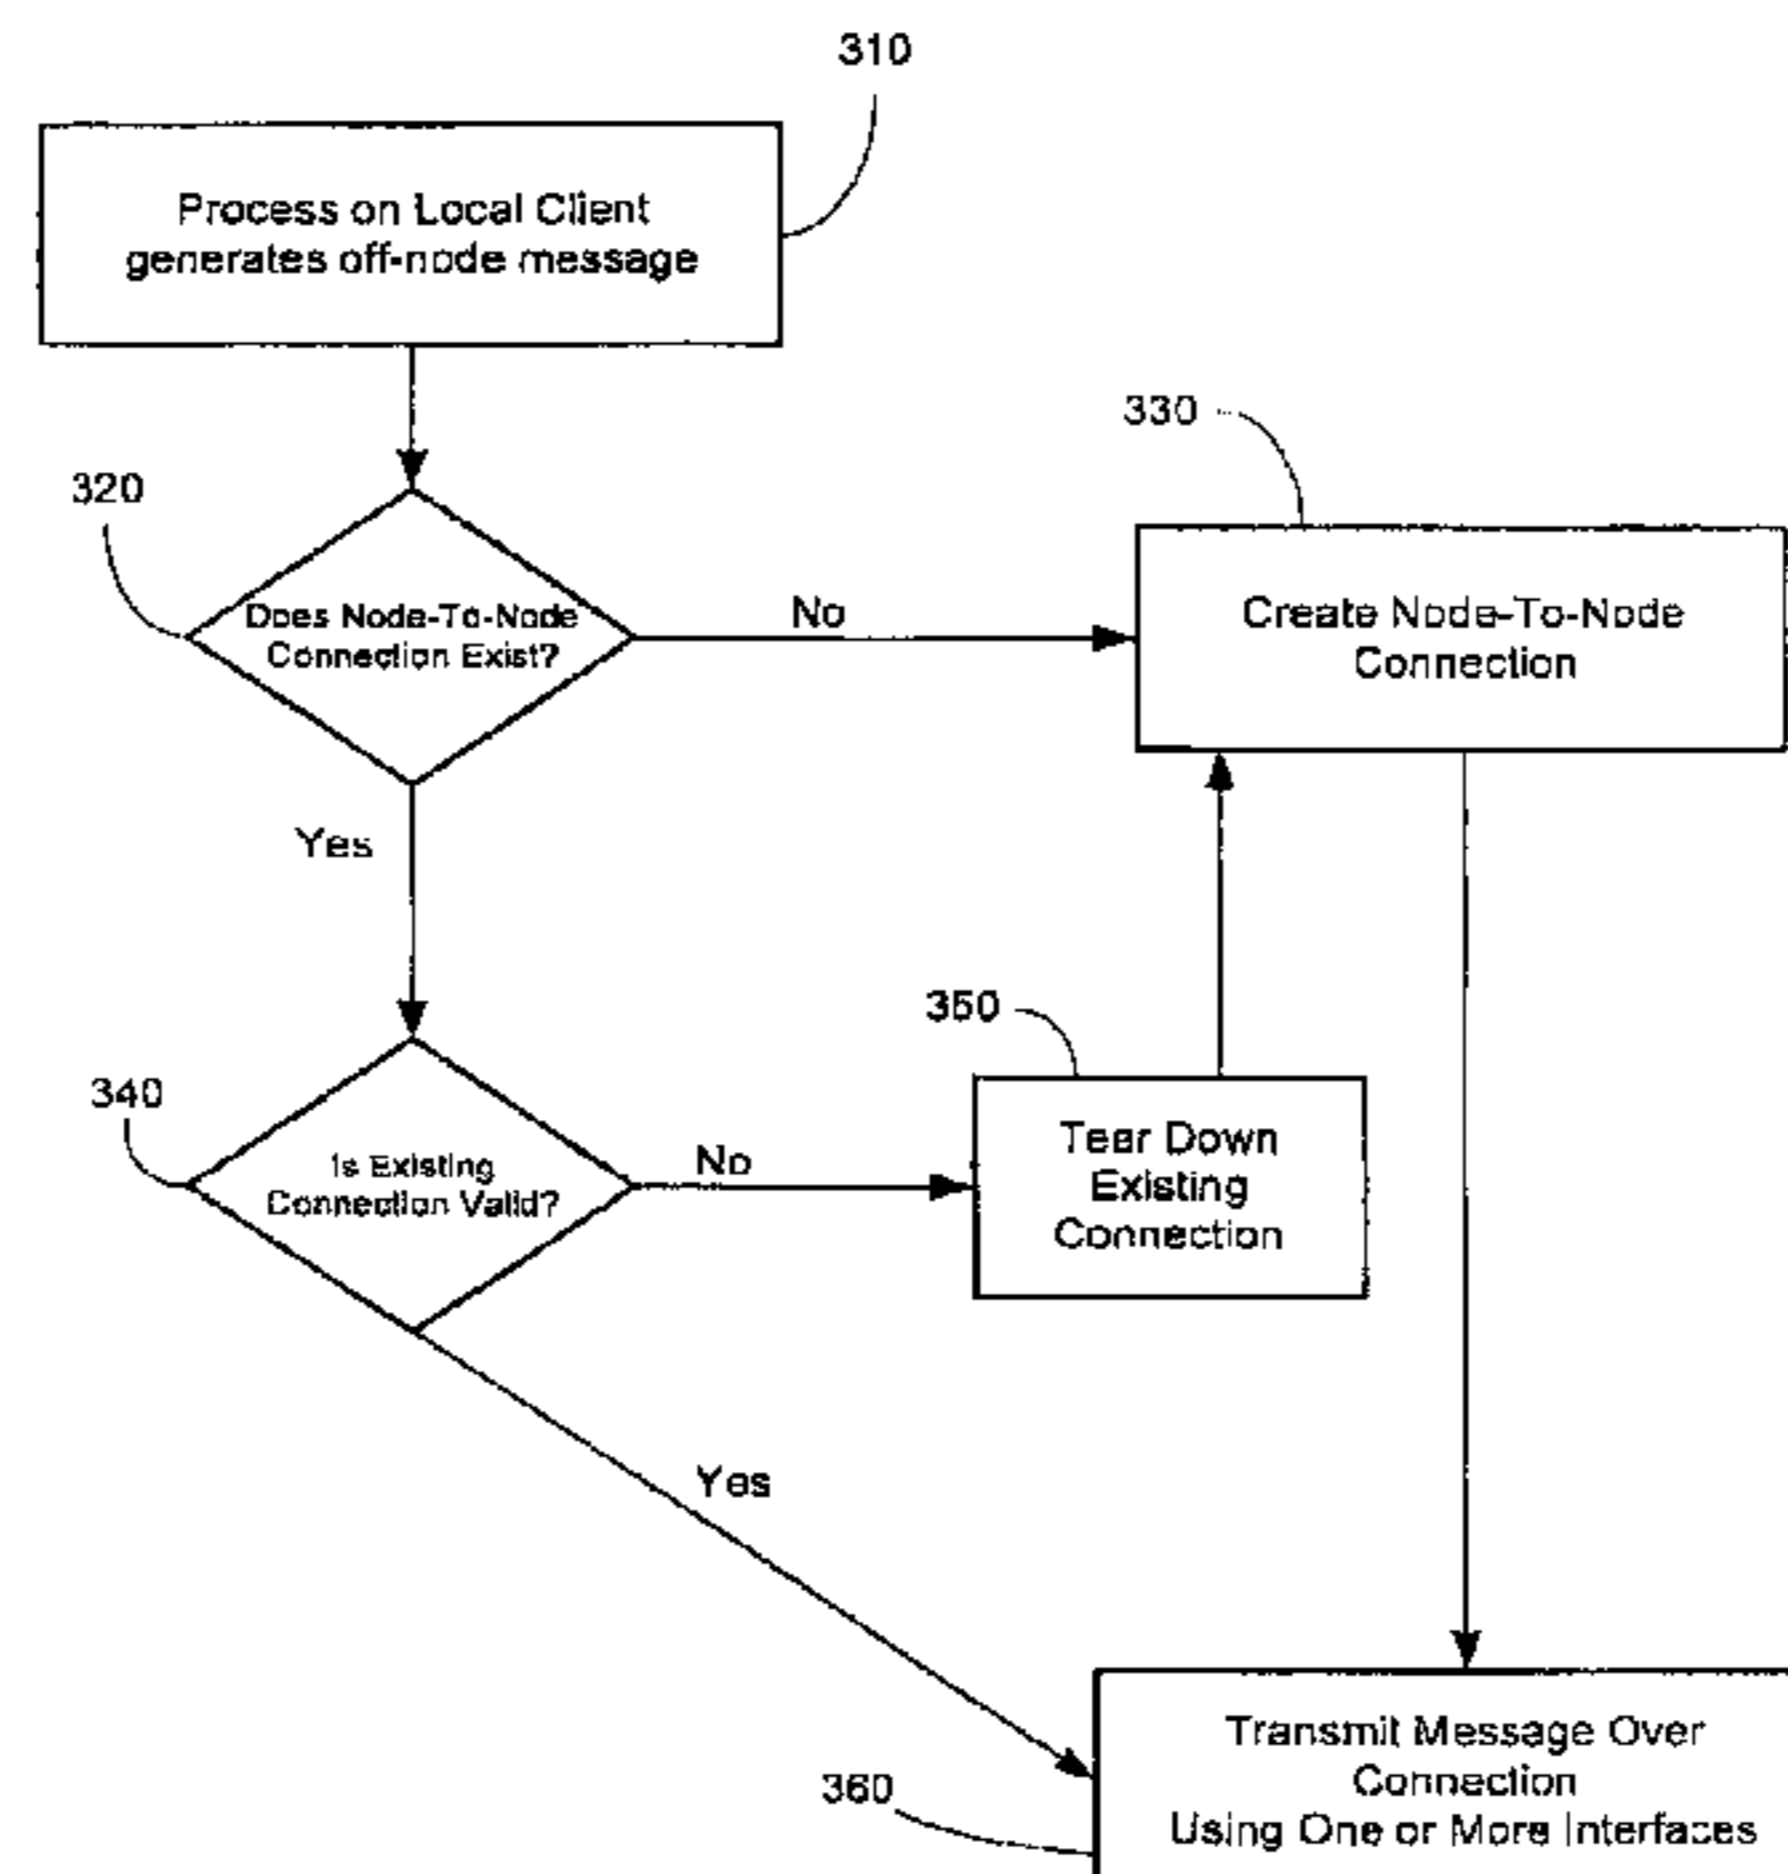 310
Process on Local Client
generates off-node message
330
320
Does Node-To-Node
Connection Exist?
No
Create Node-To-Node
Connection
Yes
350
340
Is Existing
Connection Valid?
No
Tear Down
Existing
Connection
Yes
Transmit Message Over
Connection
Using One or More Interfaces
360